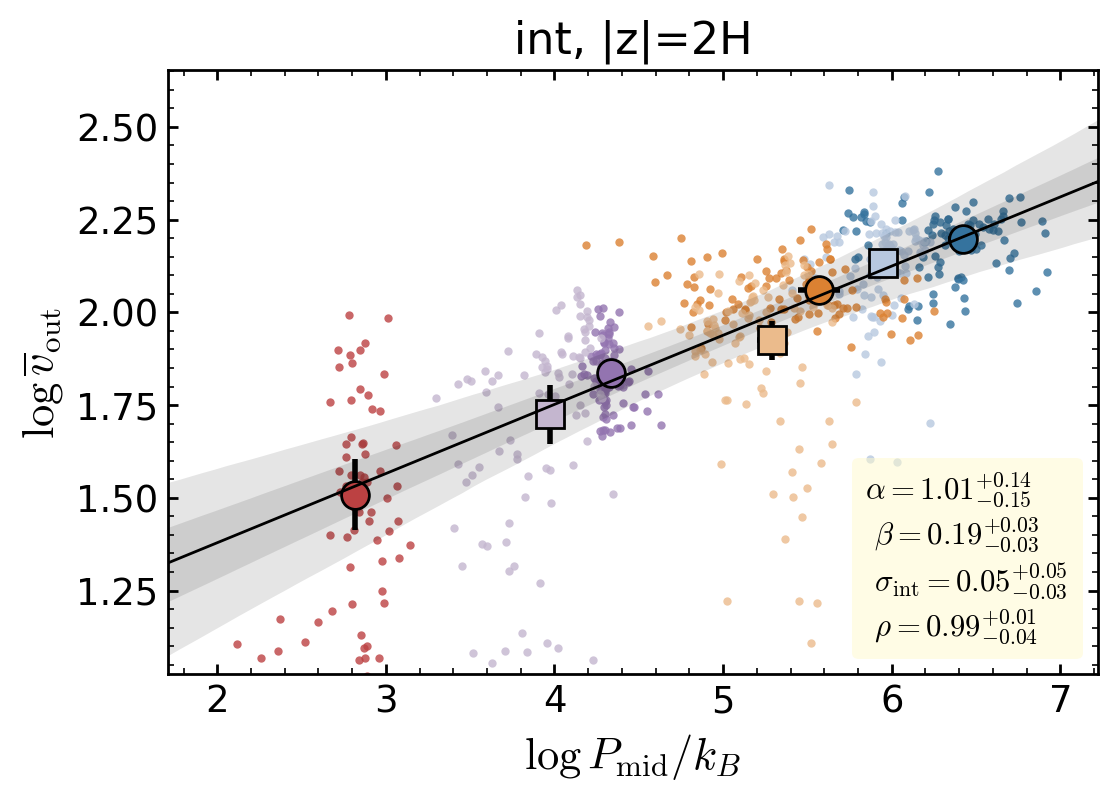 int, |z|=2H
log v̅_out
2.50
2.25
2.00
1.75
1.50
1.25
α = 1.01^{+0.14}_{−0.15}
β = 0.19^{+0.03}_{−0.03}
σ_int = 0.05^{+0.05}_{−0.03}
ρ = 0.99^{+0.01}_{−0.04}
2 3 4 5 6 7
log P_mid/k_B